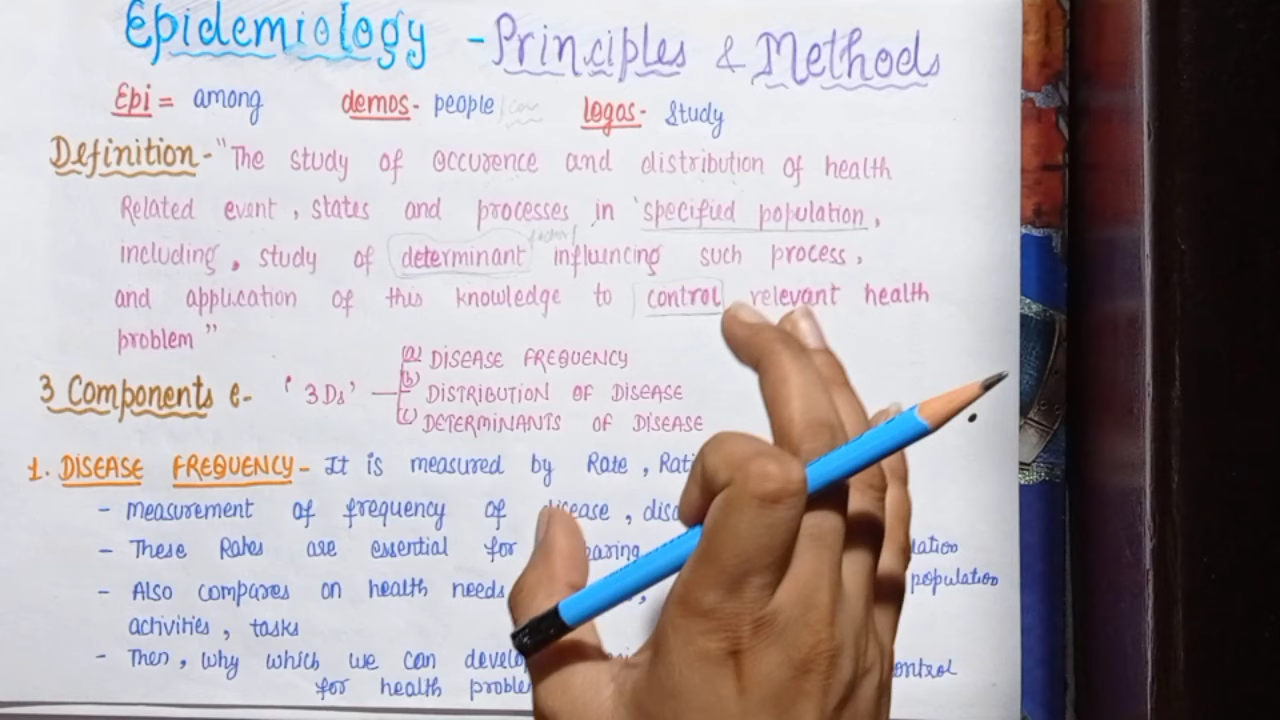 Epidemiology - Principles & Methods
Epi = among demos - people logos - Study
Definition - "The study of occurence and distribution of health
Related event, states and processes in 'specified population,
factor
including, study of determinant influencing such process,
and application of this knowledge to control relevant health
problem"
3 Components e- '3Ds' (a) DISEASE FREQUENCY
(b) DISTRIBUTION OF DISEASE
(c) DETERMINANTS OF DISEASE
1. DISEASE FREQUENCY - It is measured by Rate,
- measurement of frequency of disease,
- These Rates are essential for
- Also compares on health needs population
activities, tasks
- Then, why which we can
for health